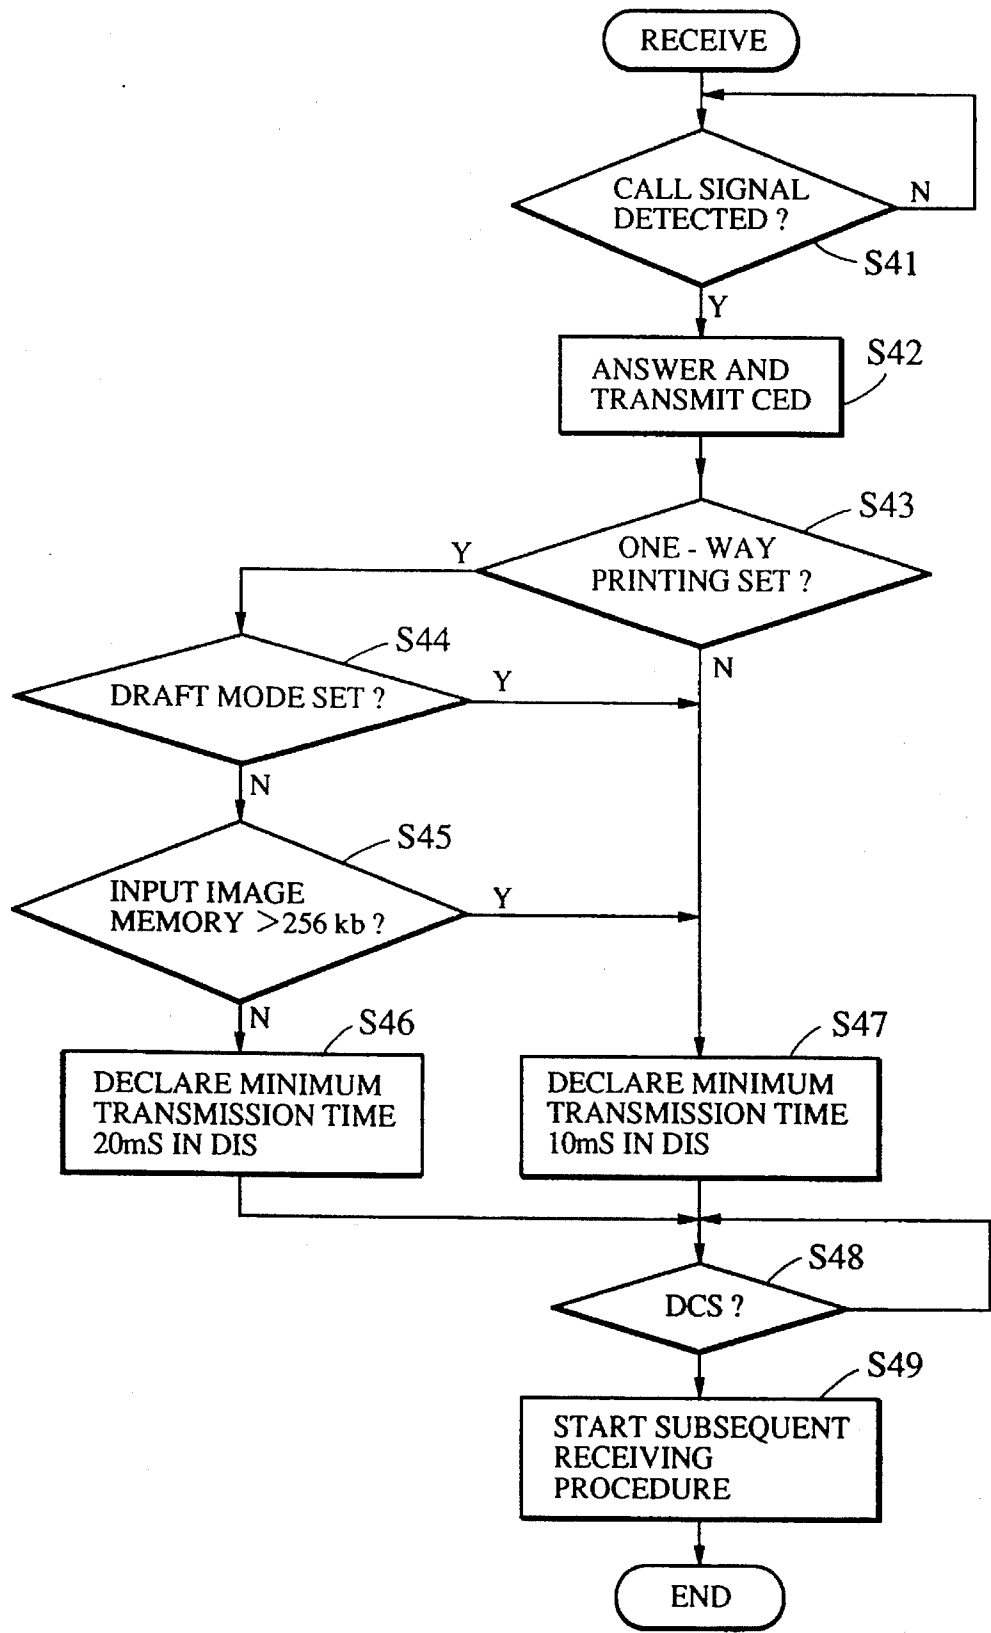 RECEIVE
CALL SIGNAL
DETECTED ?
N
S41
Y
S42
ANSWER AND
TRANSMIT CED
S43
ONE - WAY
PRINTING SET ?
Y
N
S44
DRAFT MODE SET ?
Y
N
S45
INPUT IMAGE
MEMORY >256 kb ?
Y
N
S46
DECLARE MINIMUM
TRANSMISSION TIME
20mS IN DIS
S47
DECLARE MINIMUM
TRANSMISSION TIME
10mS IN DIS
S48
DCS ?
S49
START SUBSEQUENT
RECEIVING
PROCEDURE
END